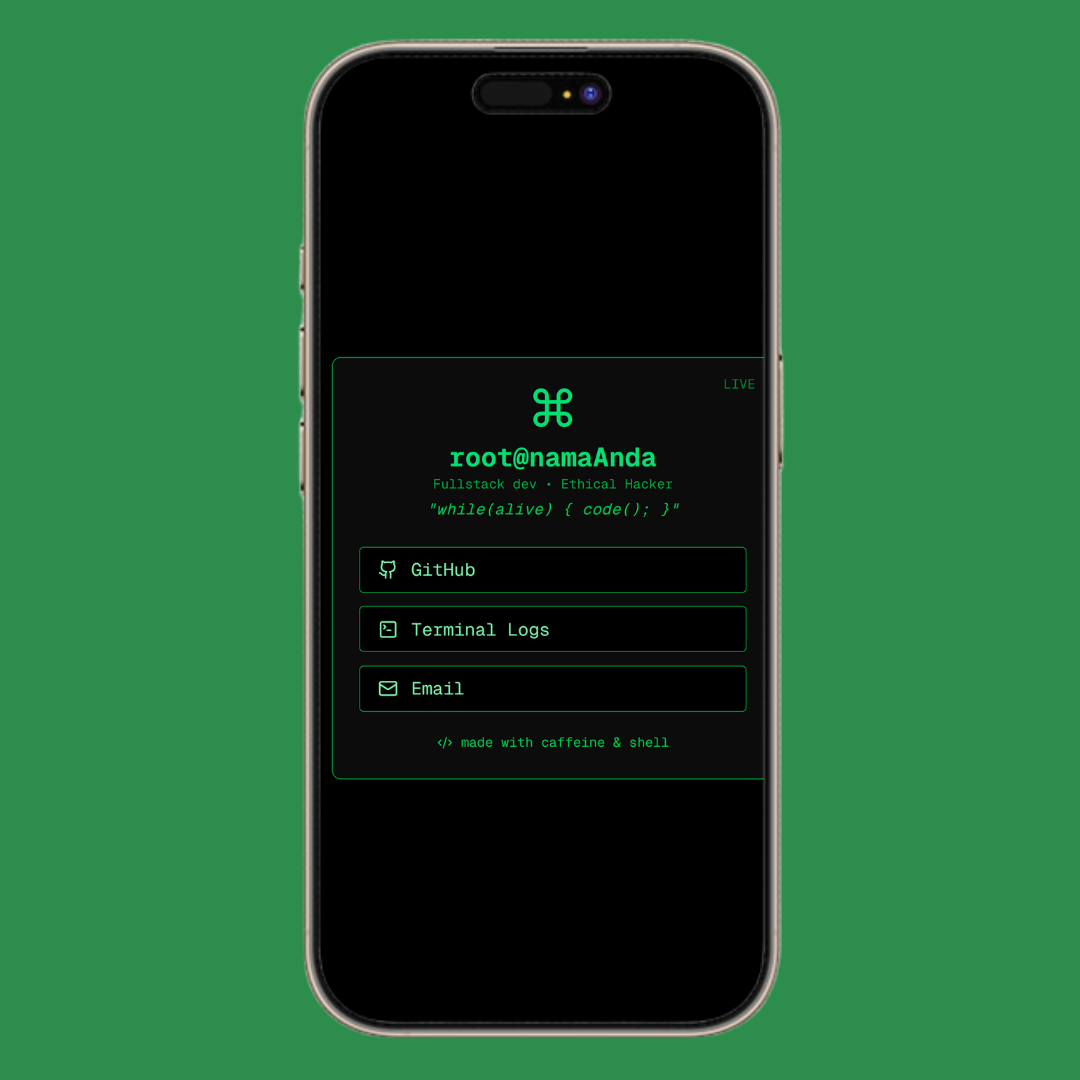 LIVE
⌘
root@namaAnda
Fullstack dev • Ethical Hacker
"while(alive) { code(); }"
GitHub
Terminal Logs
Email
</> made with caffeine & shell